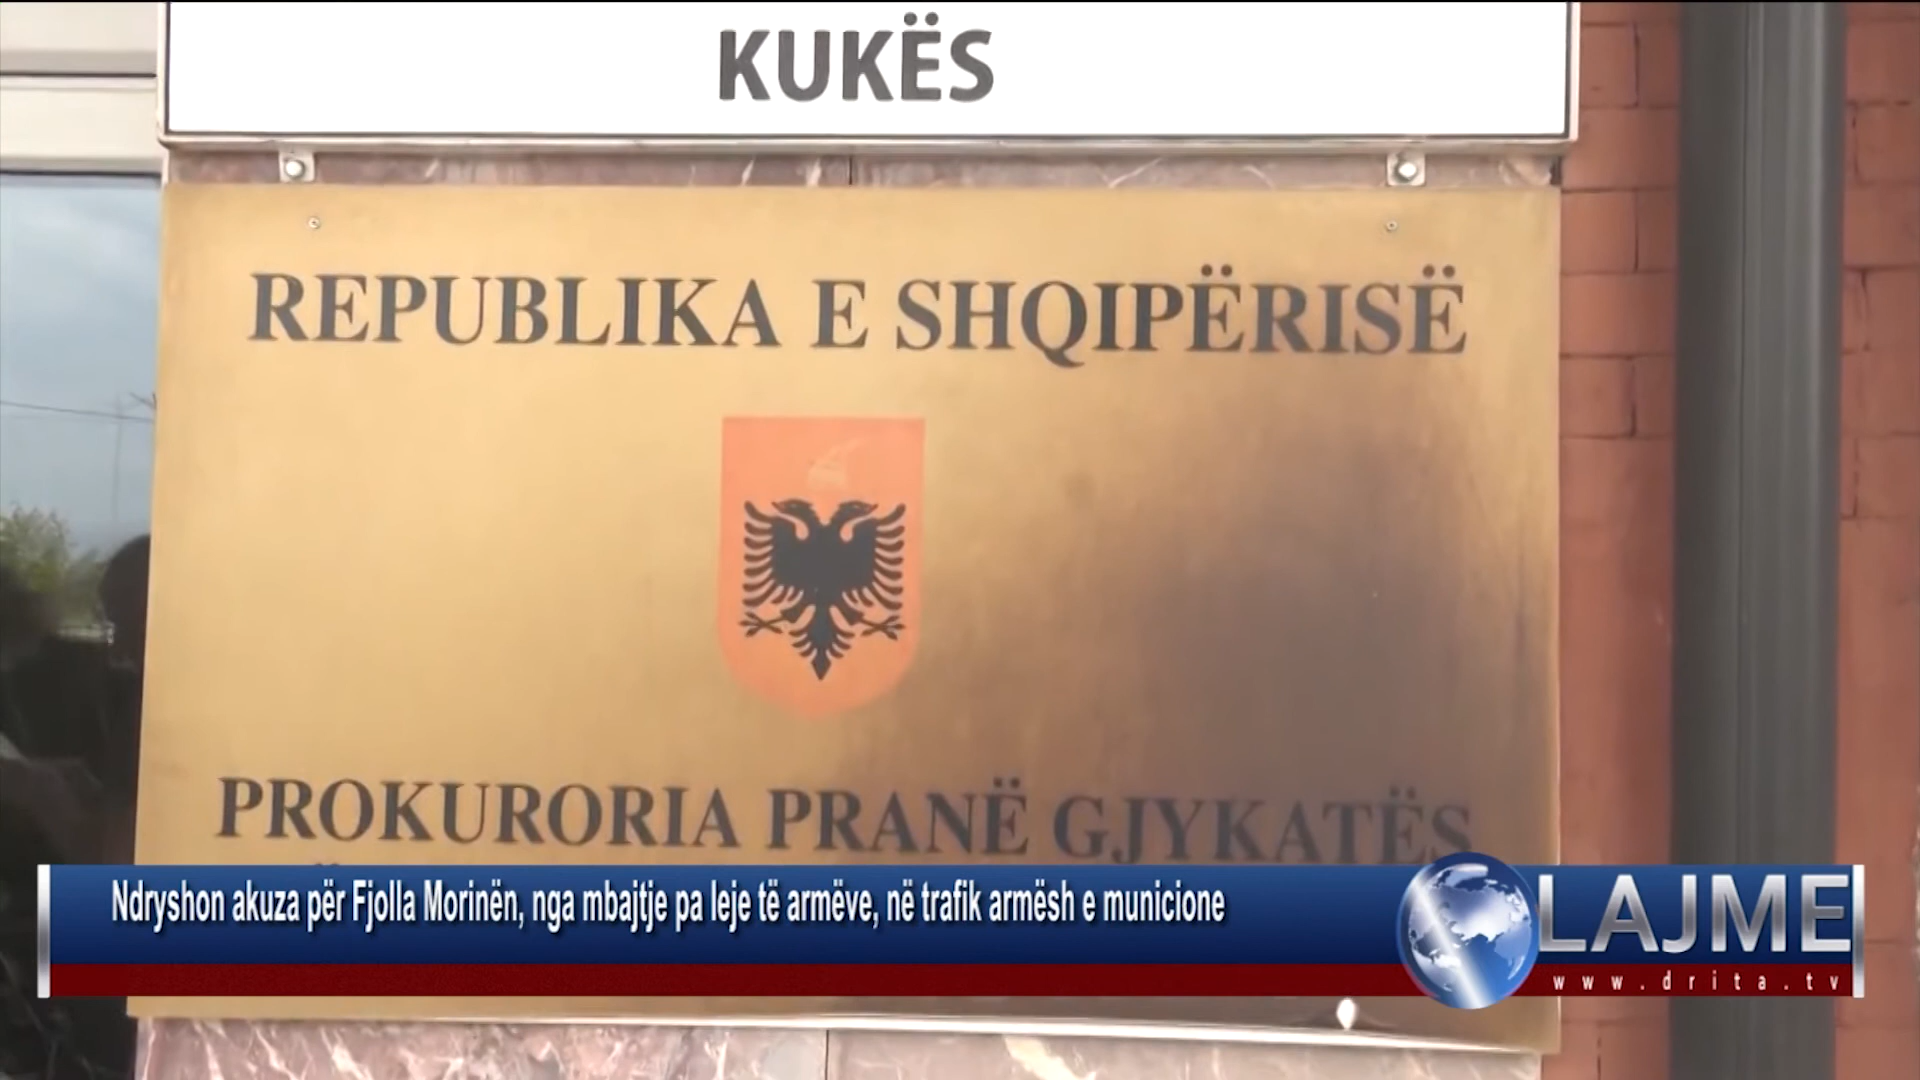 KUKËS
REPUBLIKA E SHQIPËRISË
PROKURORIA PRANË GJYKATËS
Ndryshon akuza për Fjolla Morinën, nga mbajtje pa leje të armëve, në trafik armësh e municione
LAJME
www.drita.tv